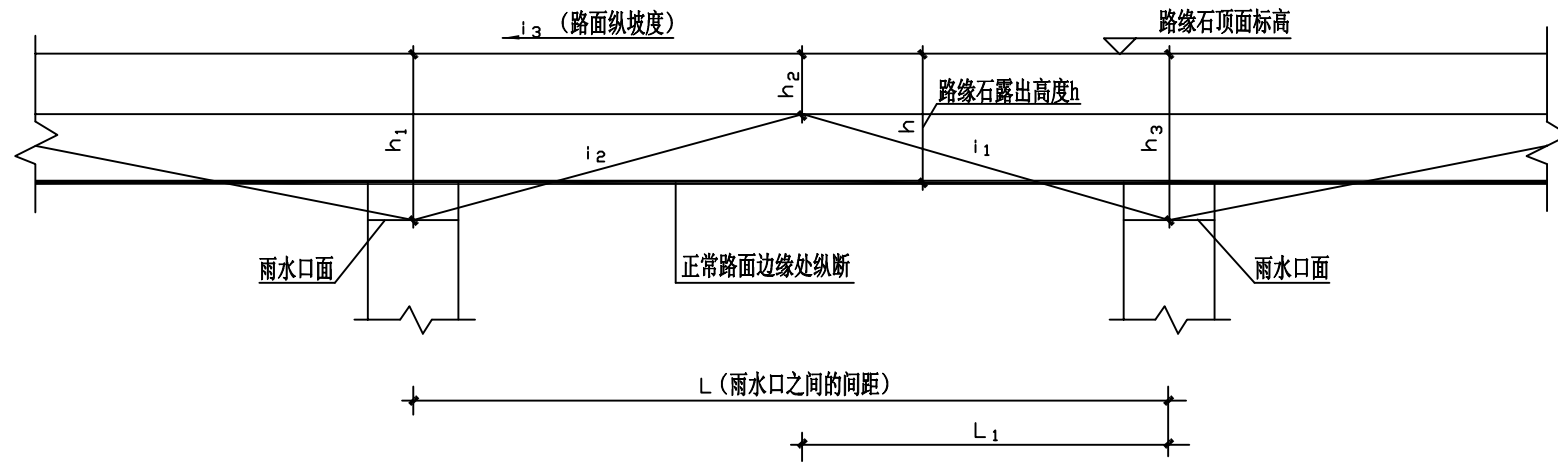 i3 (路面纵坡度)
路缘石顶面标高
h2
路缘石露出高度h
h1
h
h3
i2
i1
雨水口面
正常路面边缘处纵断
雨水口面
L (雨水口之间的间距)
L1